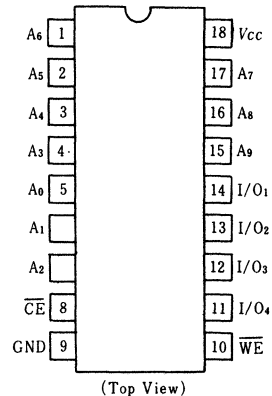 A6 1 18 Vcc
A5 2 17 A7
A4 3 16 A8
A3 4 15 A9
A0 5 14 I/O1
A1 13 I/O2
A2 12 I/O3
CE 8 11 I/O4
GND 9 10 WE
(Top View)